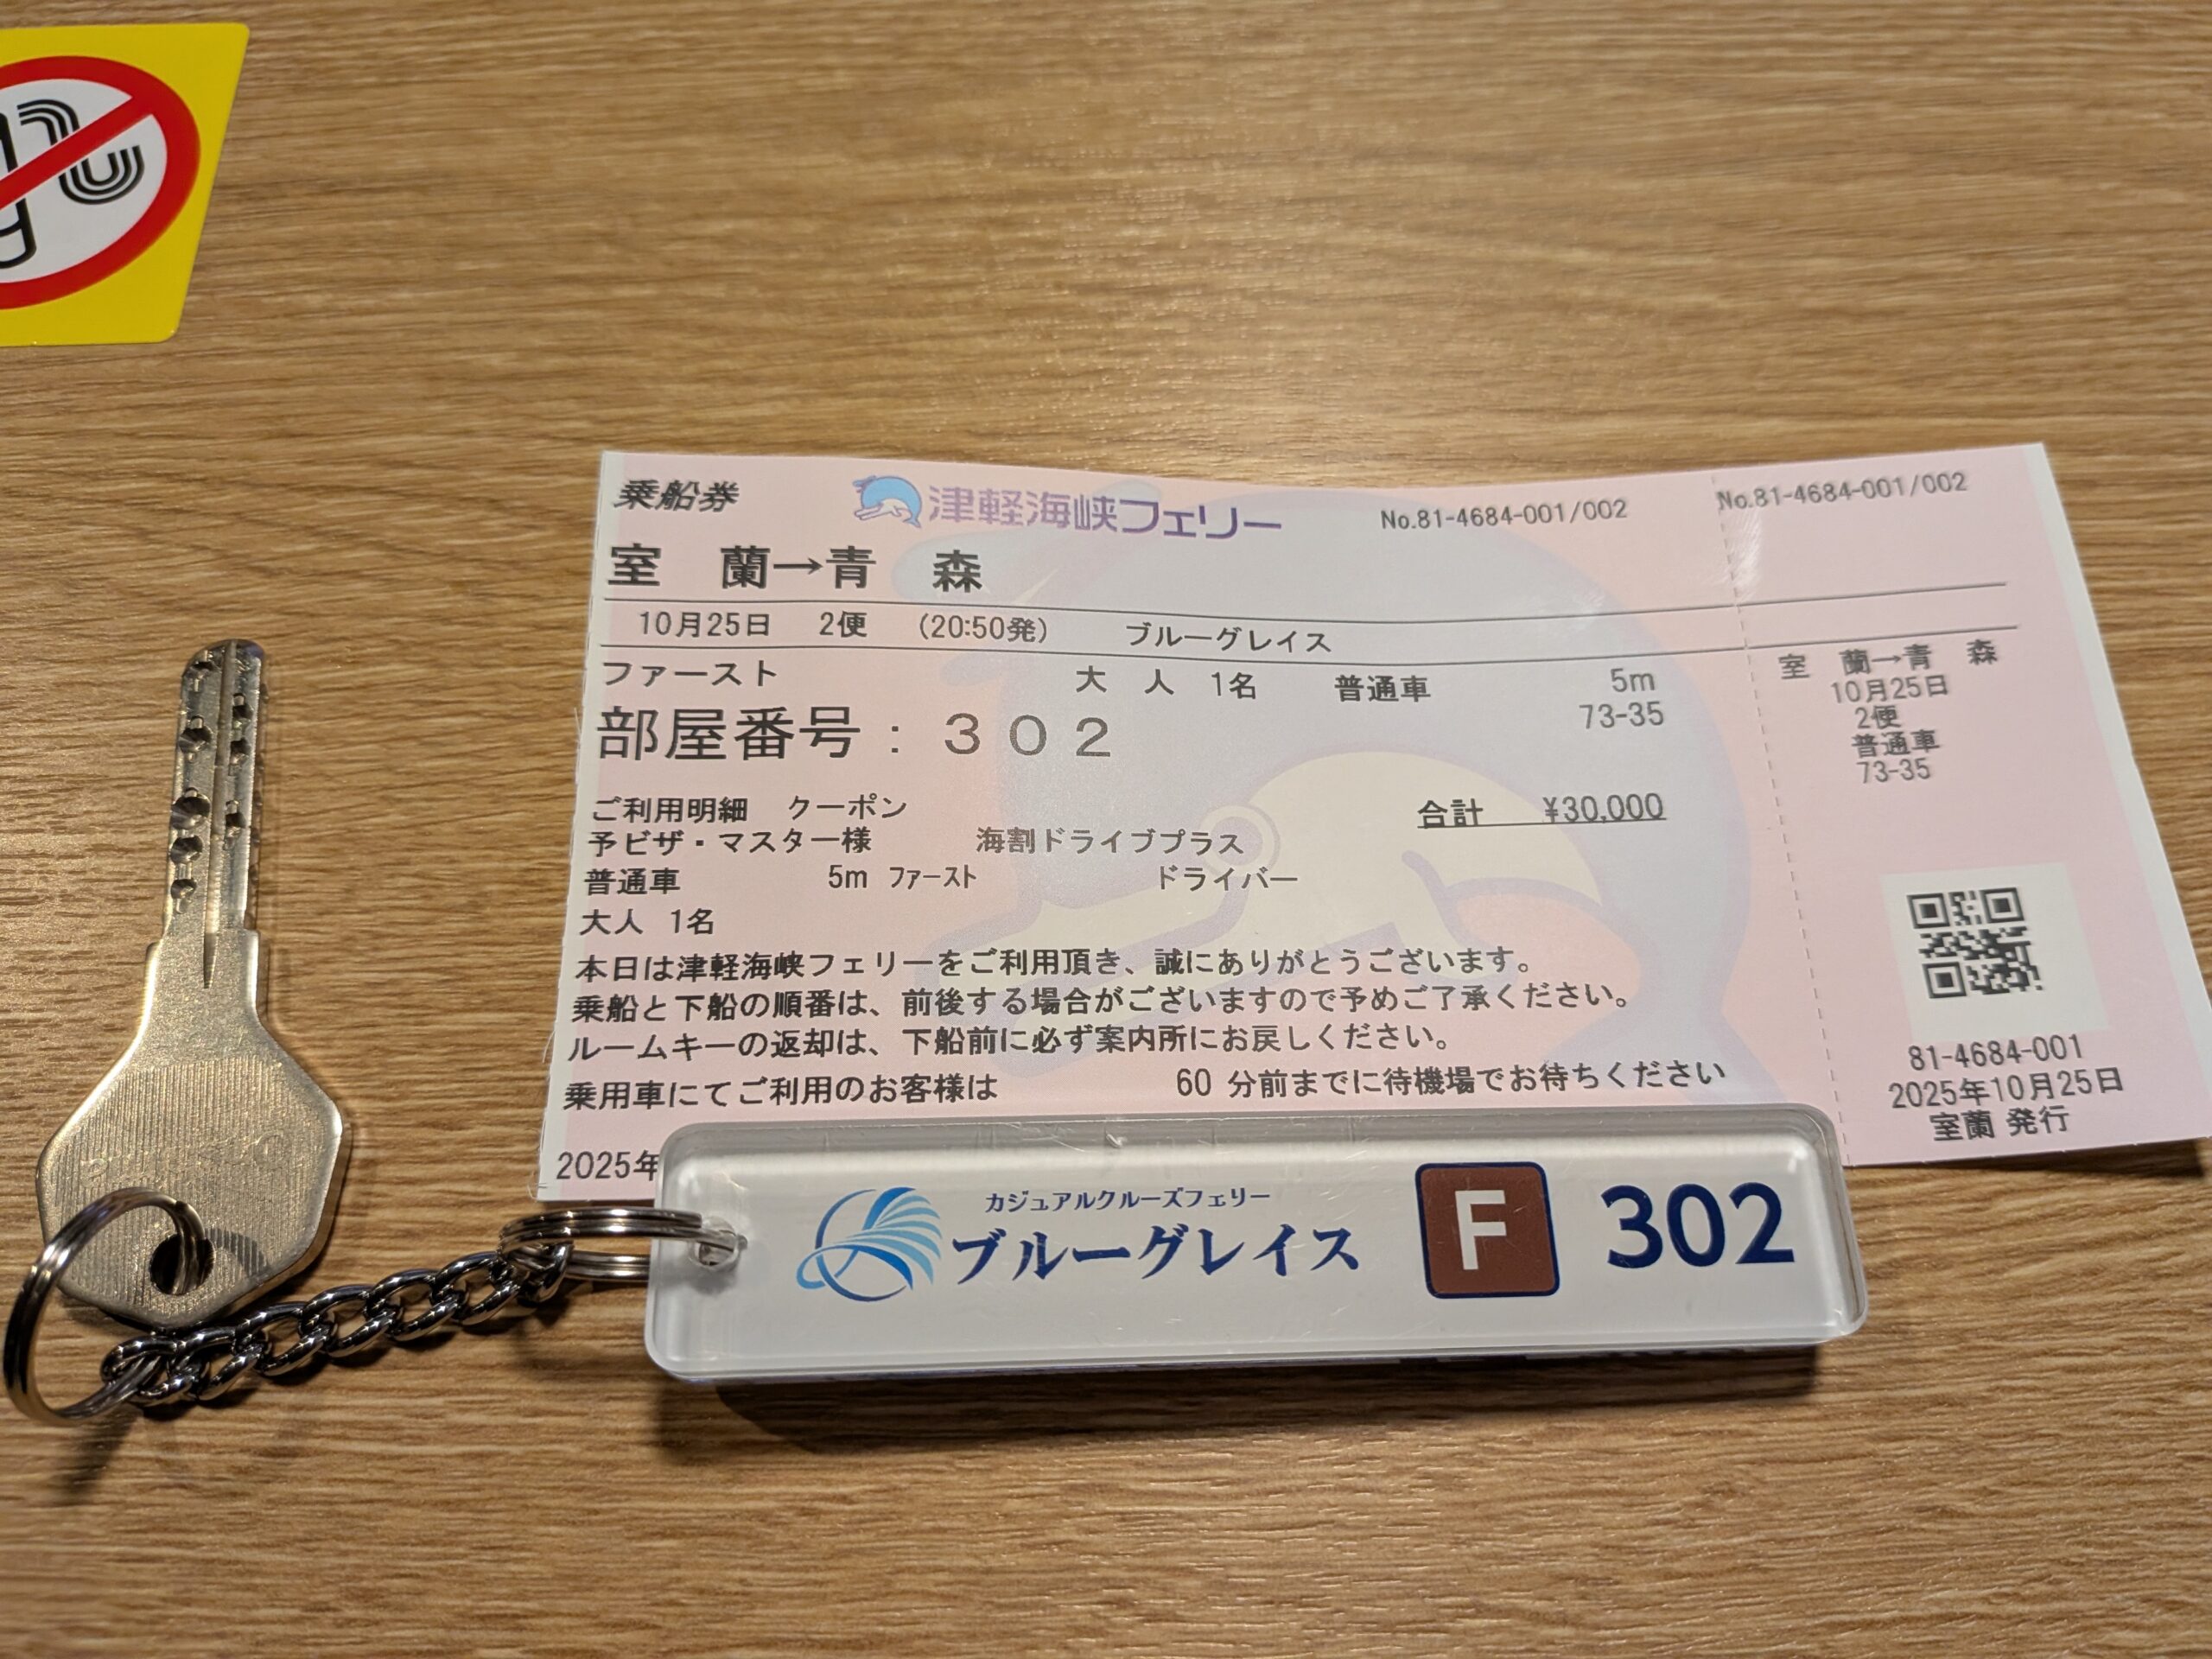 乗船券 津軽海峡フェリー No.81-4684-001/002
室 蘭→青 森
10月25日 2便 (20:50発) ブルーグレイス
ファースト 大 人 1名 普通車 5m
73-35
部屋番号：302
ご利用明細 クーポン 合計 ¥30,000
予ビザ・マスター様 海割ドライブプラス
普通車 5m ファースト ドライバー
大人 1名
本日は津軽海峡フェリーをご利用頂き、誠にありがとうございます。
乗船と下船の順番は、前後する場合がございますので予めご了承ください。
ルームキーの返却は、下船前に必ず案内所にお戻しください。
乗用車にてご利用のお客様は 60 分前までに待機場でお待ちください
2025年
No.81-4684-001/002
室 蘭→青 森
10月25日
2便
普通車
73-35
81-4684-001
2025年10月25日
室蘭 発行
カジュアルクルーズフェリー
ブルーグレイス
F 302